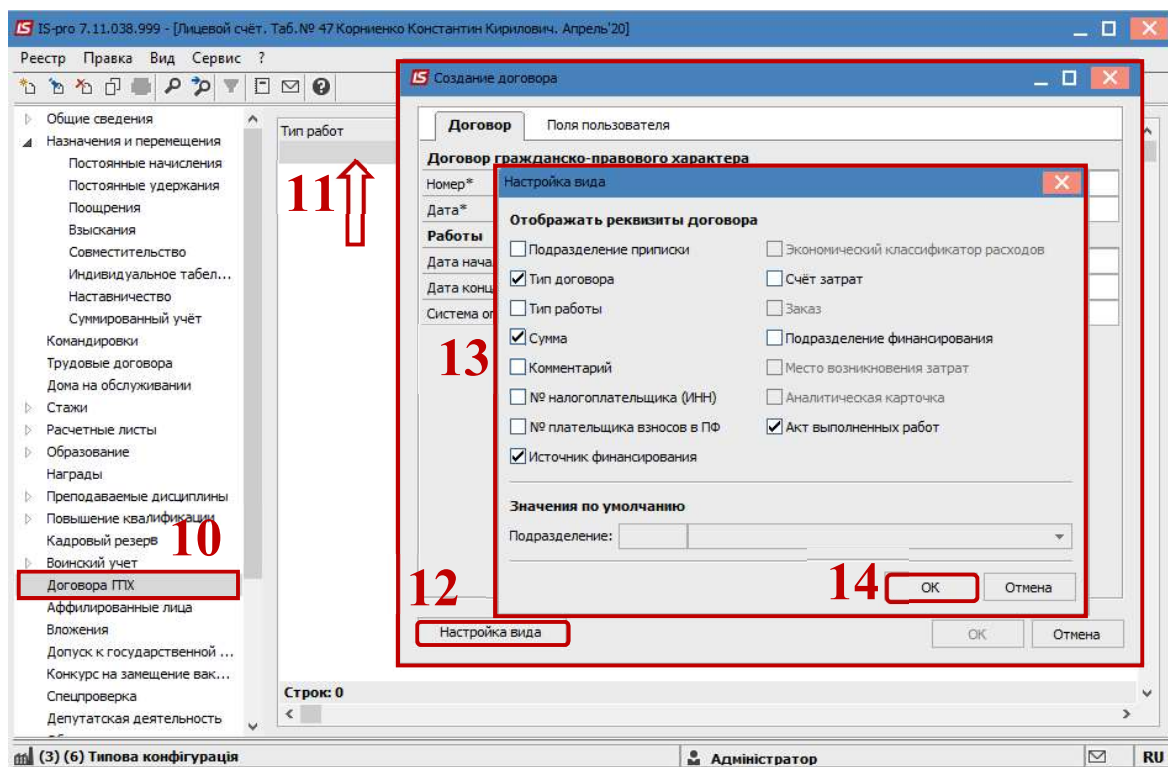 IS-pro 7.11.038.999 - [Лицевой счёт. Таб.№ 47 Корниенко Константин Кирилович. Апрель'20]
Реестр Правка Вид Сервис ?
Общие сведения
Назначения и перемещения
Постоянные начисления
Постоянные удержания
Поощрения
Взыскания
Совместительство
Индивидуальное табел...
Наставничество
Суммированный учёт
Командировки
Трудовые договора
Дома на обслуживании
Стажи
Расчетные листы
Образование
Награды
Преподаваемые дисциплины
Повышение квалификации
Кадровый резерв
10
Воинский учет
Договора ГПХ
Аффилированные лица
Вложения
Допуск к государственной ...
Конкурс на замещение вак...
Спецпроверка
Депутатская деятельность
Тип работ
11
Строк: 0
Создание договора
Договор Поля пользователя
Договор гражданско-правового характера
Номер*
Дата*
Работы
Дата нача
Дата конц
Система оп
13
12
Настройка вида
ОК Отмена
Настройка вида
Отображать реквизиты договора
Подразделение приписки Экономический классификатор расходов
Тип договора Счёт затрат
Тип работы Заказ
Сумма Подразделение финансирования
Комментарий Место возникновения затрат
№ налогоплательщика (ИНН) Аналитическая карточка
№ плательщика взносов в ПФ Акт выполненных работ
Источник финансирования
Значения по умолчанию
Подразделение:
14 ОК Отмена
(3) (6) Типова конфігурація Адміністратор RU